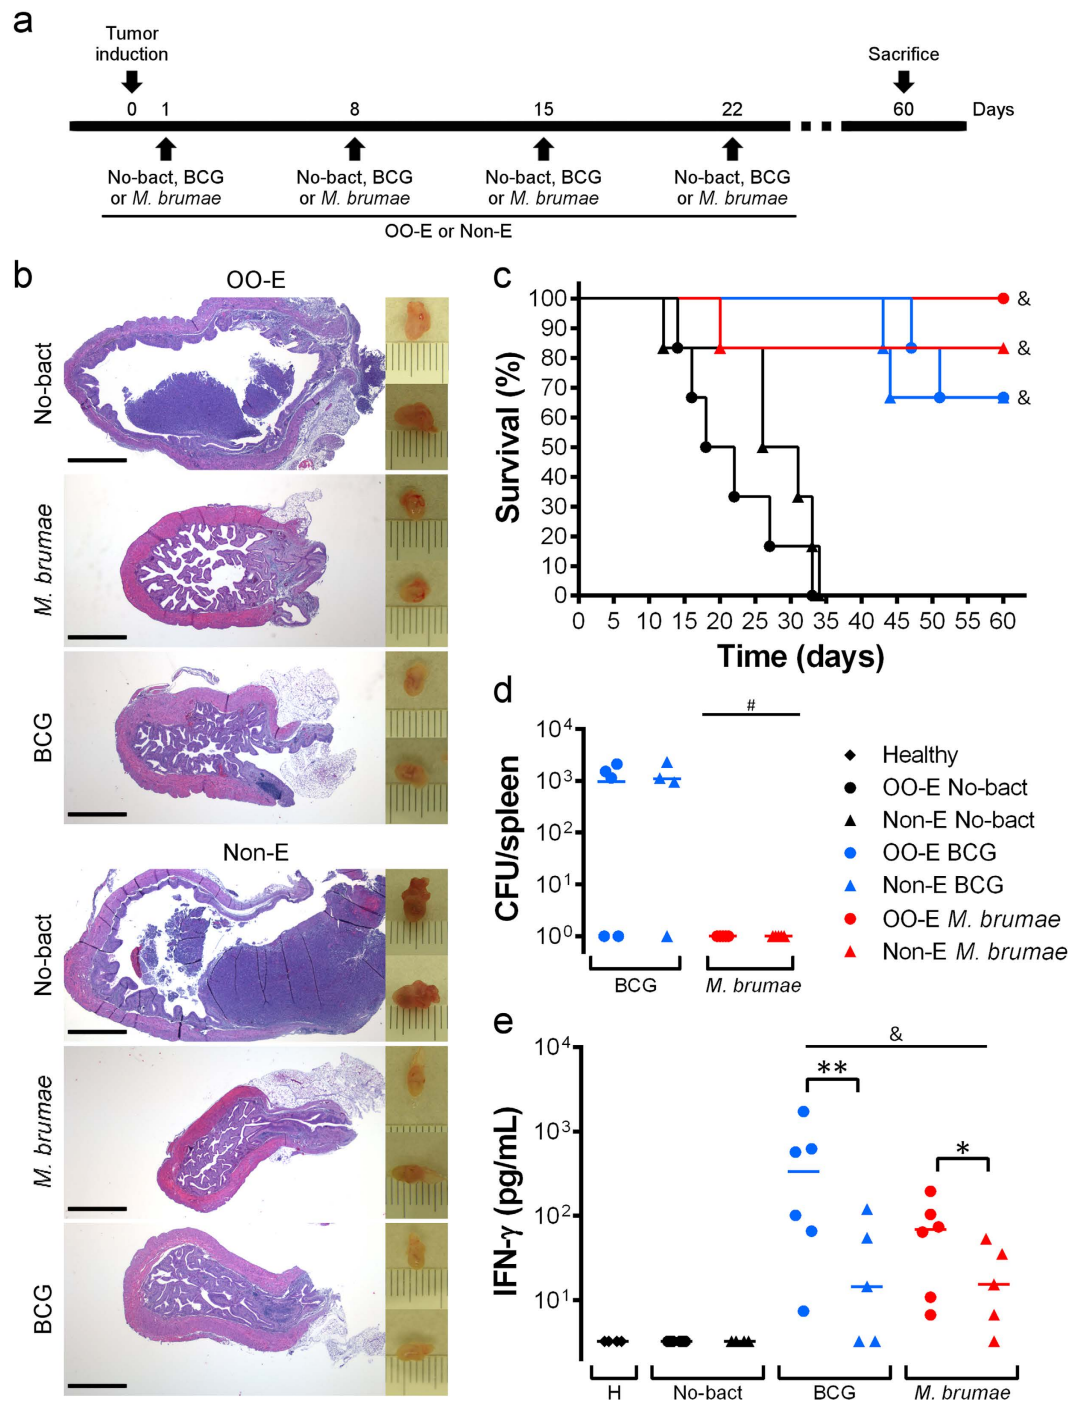 a
Tumor
induction
Sacrifice
0 1 8 15 22 60 Days
No-bact, BCG No-bact, BCG No-bact, BCG No-bact, BCG
or M. brumae or M. brumae or M. brumae or M. brumae
OO-E or Non-E
b
OO-E
No-bact
M. brumae
BCG
Non-E
No-bact
M. brumae
BCG
c
Survival (%)
100
90
80
70
60
50
40
30
20
10
0
&
&
&
0 5 10 15 20 25 30 35 40 45 50 55 60
Time (days)
d
#
CFU/spleen
10⁴
10³
10²
10¹
10⁰
BCG M. brumae
Healthy
OO-E No-bact
Non-E No-bact
OO-E BCG
Non-E BCG
OO-E M. brumae
Non-E M. brumae
e
&
**
*
IFN-γ (pg/mL)
10⁴
10³
10²
10¹
H No-bact BCG M. brumae